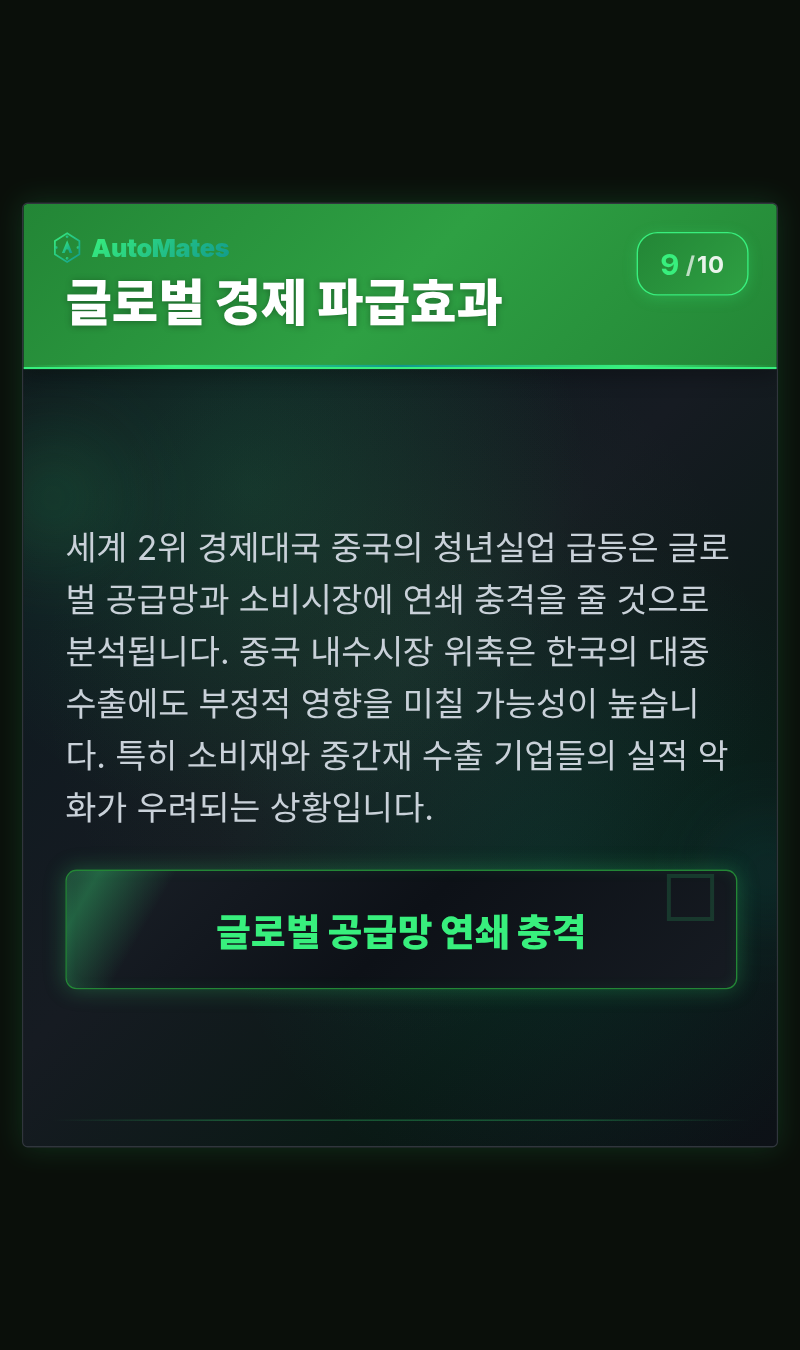 AutoMates
9 /10
글로벌 경제 파급효과
세계 2위 경제대국 중국의 청년실업 급등은 글로
벌 공급망과 소비시장에 연쇄 충격을 줄 것으로
분석됩니다. 중국 내수시장 위축은 한국의 대중
수출에도 부정적 영향을 미칠 가능성이 높습니
다. 특히 소비재와 중간재 수출 기업들의 실적 악
화가 우려되는 상황입니다.
글로벌 공급망 연쇄 충격